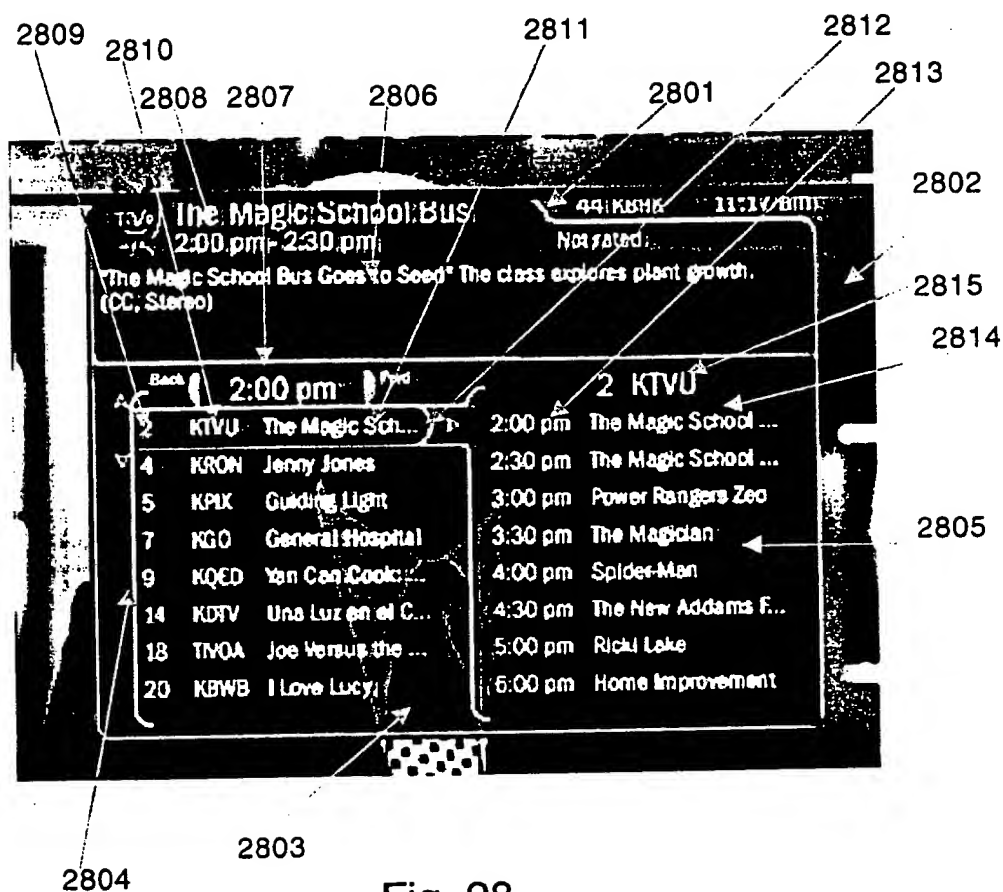 2809 2810 2811 2812
2808 2807 2806 2801 2813
2802
The Magic School Bus
44 KBHK
2:00 pm - 2:30 pm
Not rated
"The Magic School Bus Goes to Seed" The class explores plant growth.
(CC, Stereo)
2815
2814
Back 2:00 pm Fwd
2 KTVU
2 KTVU The Magic Sch...
4 KRON Jenny Jones
5 KPIX Guiding Light
7 KGO General Hospital
9 KQED Yan Can Cook: ...
14 KDTV Una Luz en el C...
18 TIVOA Joe Versus the ...
20 KBWB I Love Lucy
2:00 pm The Magic School ...
2:30 pm The Magic School ...
3:00 pm Power Rangers Zeo
3:30 pm The Magician
4:00 pm Spider-Man
4:30 pm The New Addams F...
5:00 pm Ricki Lake
6:00 pm Home Improvement
2805
2803
2804